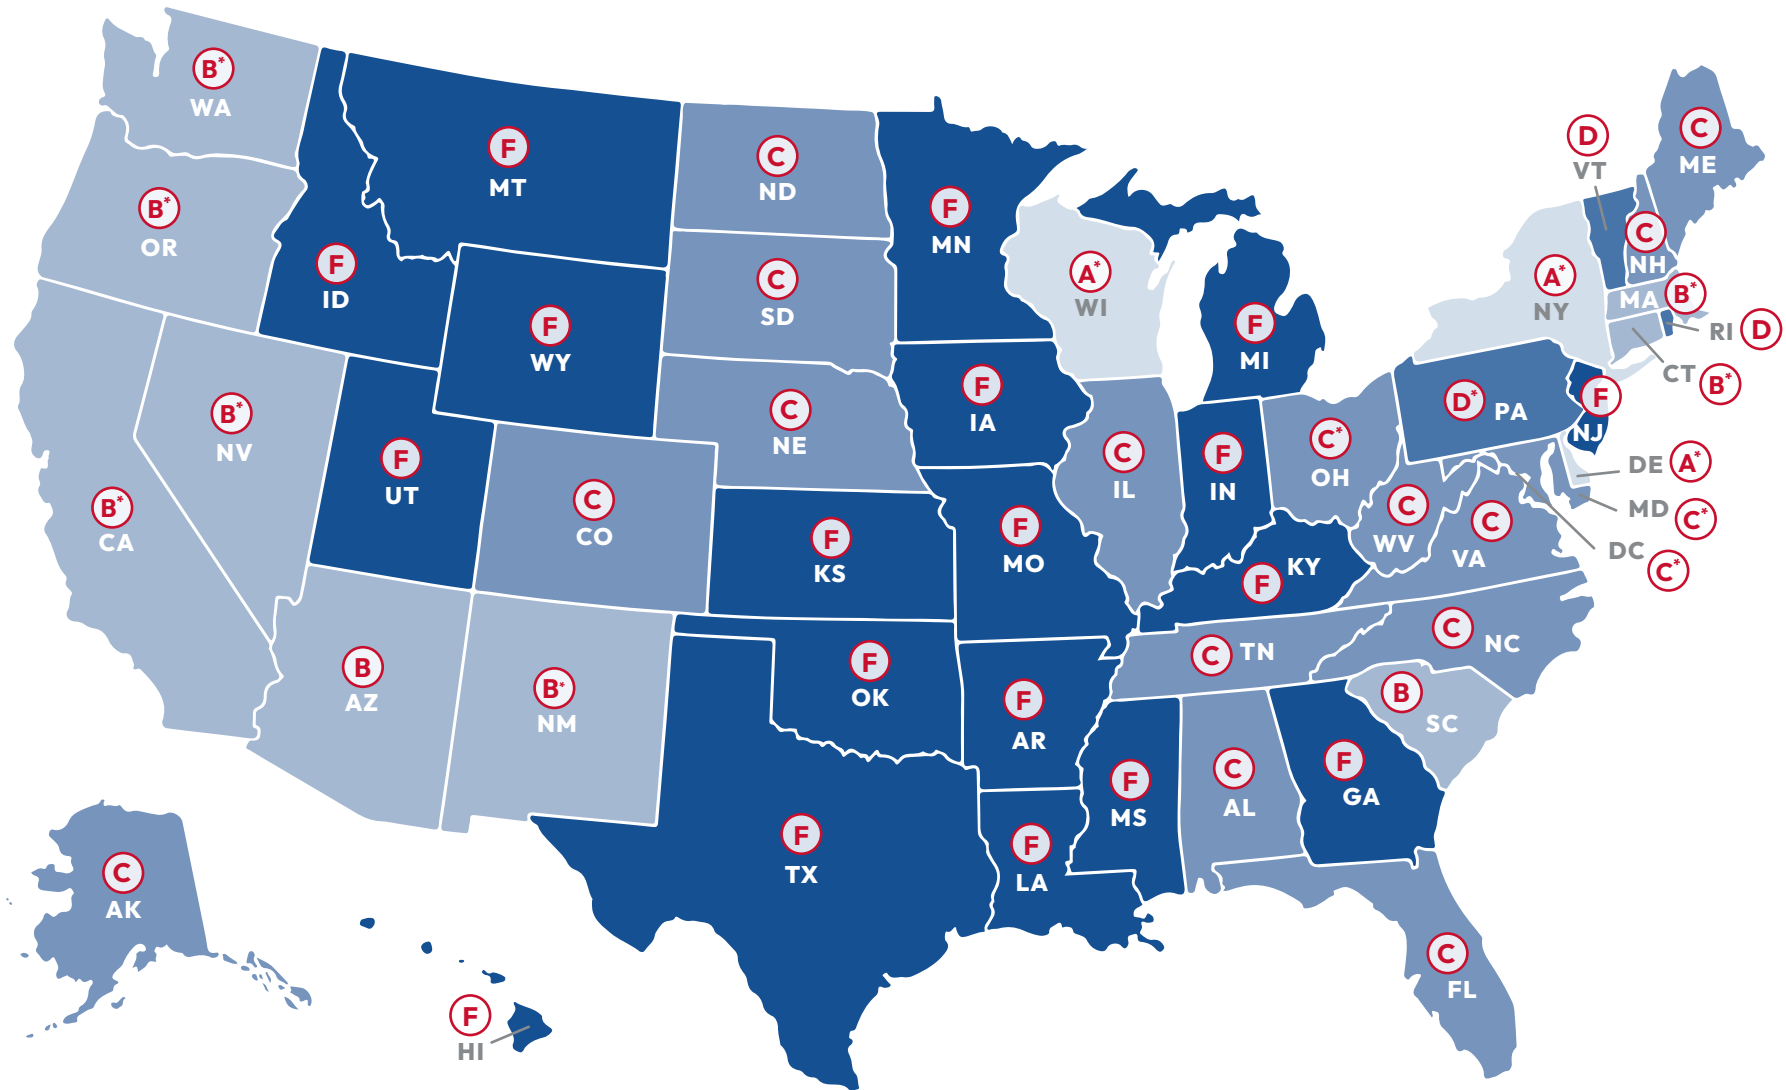 B*
WA
B*
OR
B*
CA
B*
NV
F
ID
F
MT
F
WY
F
UT
C
CO
B
AZ
B*
NM
C
ND
C
SD
C
NE
F
KS
F
OK
F
TX
F
MN
F
IA
F
MO
F
AR
F
LA
A*
WI
C
IL
F
MI
F
IN
C*
OH
F KY
C TN
F
MS
C
AL
F
GA
C
FL
B
SC
C NC
C
VA
C
WV
D* PA
A*
NY
D
VT
C
NH
C
ME
MA B*
RI D
CT B*
F
NJ
DE A*
MD C*
DC C*
C
AK
F
HI